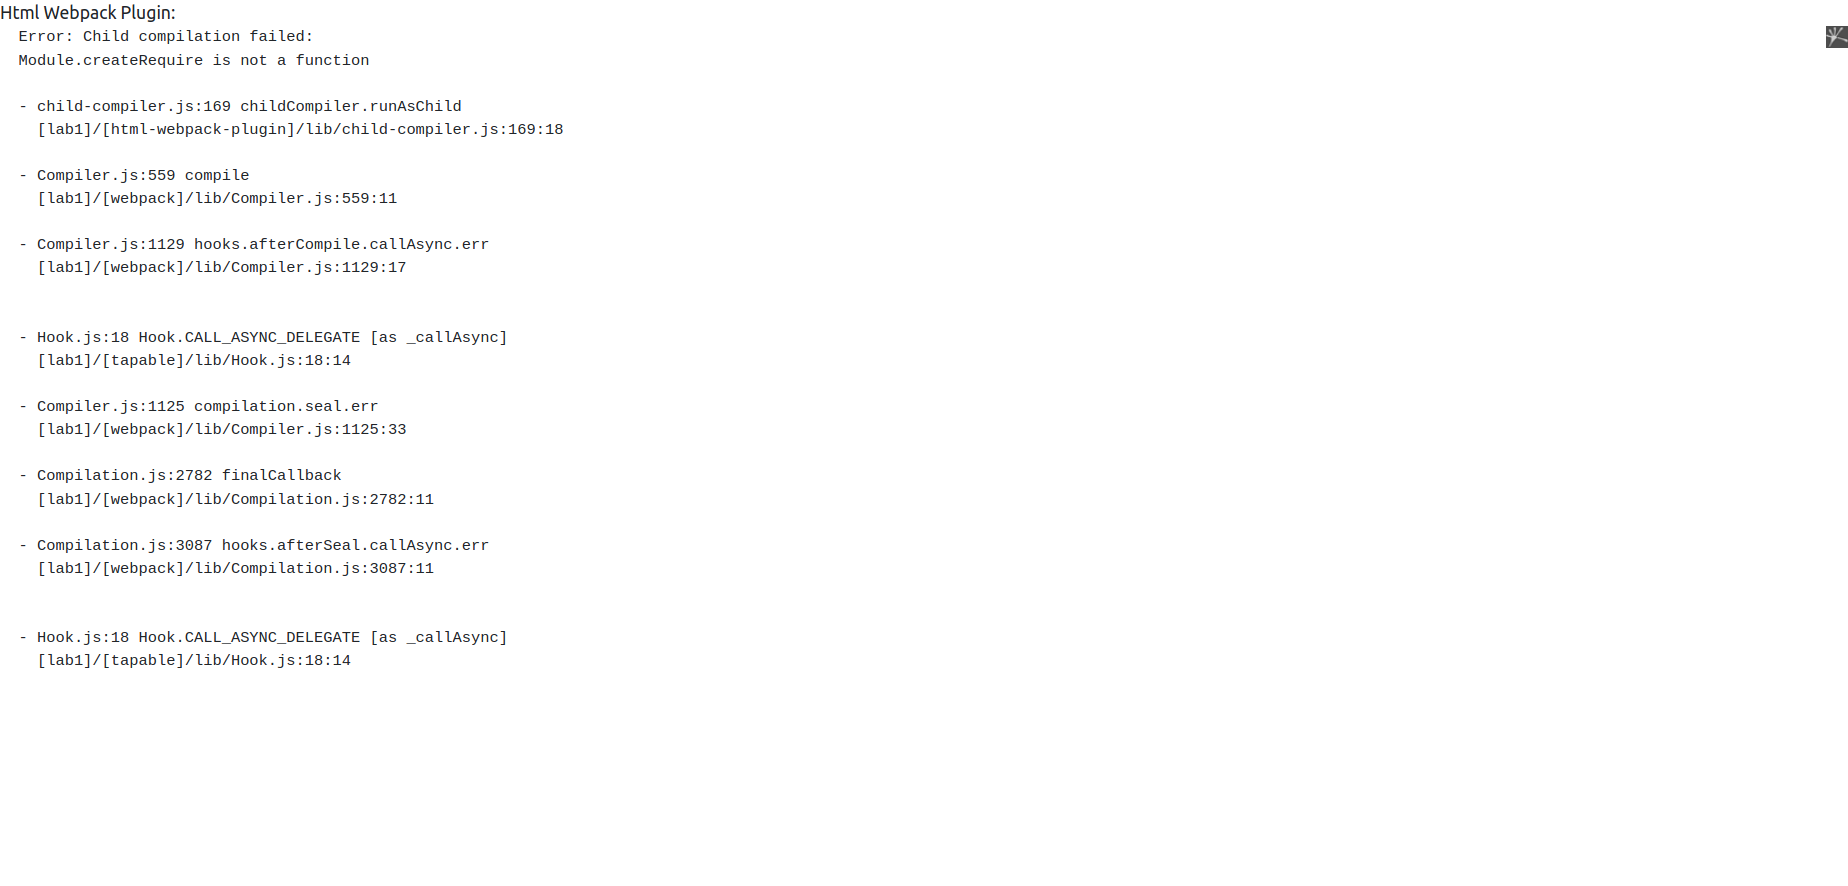 Html Webpack Plugin:
Error: Child compilation failed:
Module.createRequire is not a function
- child-compiler.js:169 childCompiler.runAsChild
[lab1]/[html-webpack-plugin]/lib/child-compiler.js:169:18
- Compiler.js:559 compile
[lab1]/[webpack]/lib/Compiler.js:559:11
- Compiler.js:1129 hooks.afterCompile.callAsync.err
[lab1]/[webpack]/lib/Compiler.js:1129:17
- Hook.js:18 Hook.CALL_ASYNC_DELEGATE [as _callAsync]
[lab1]/[tapable]/lib/Hook.js:18:14
- Compiler.js:1125 compilation.seal.err
[lab1]/[webpack]/lib/Compiler.js:1125:33
- Compilation.js:2782 finalCallback
[lab1]/[webpack]/lib/Compilation.js:2782:11
- Compilation.js:3087 hooks.afterSeal.callAsync.err
[lab1]/[webpack]/lib/Compilation.js:3087:11
- Hook.js:18 Hook.CALL_ASYNC_DELEGATE [as _callAsync]
[lab1]/[tapable]/lib/Hook.js:18:14